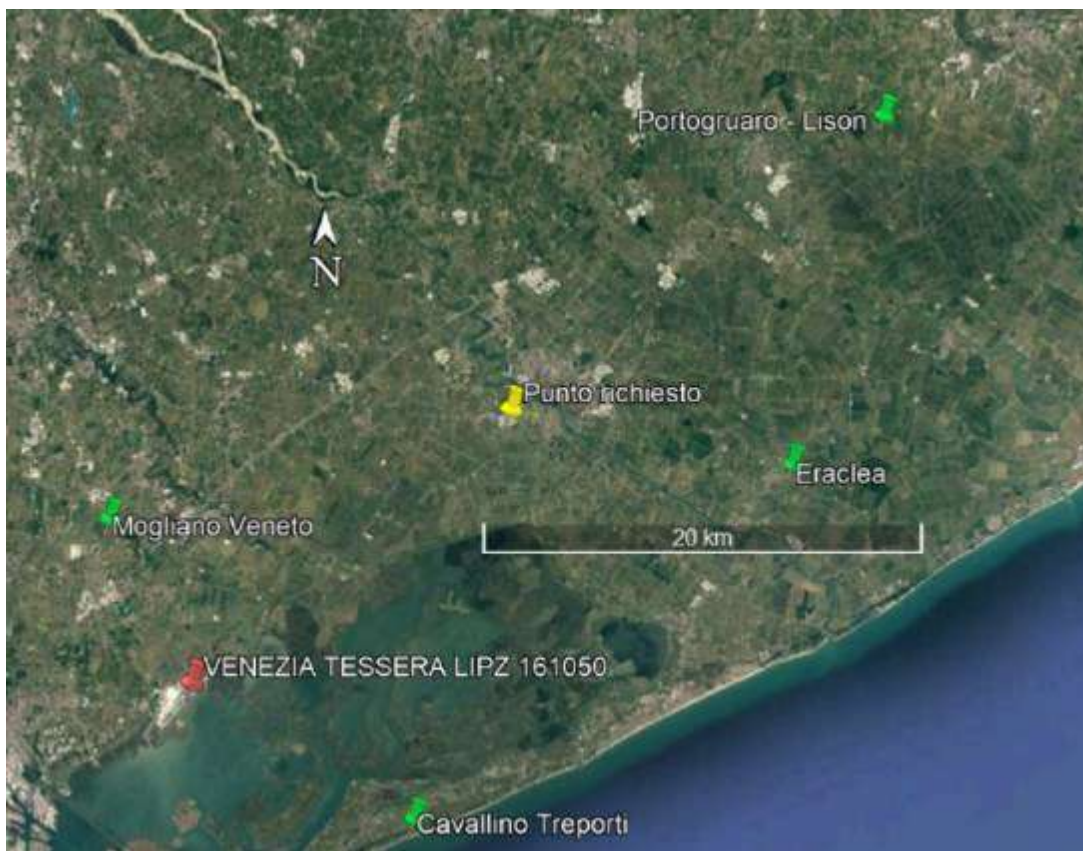 Portogruaro - Lison
N
Punto richiesto
Eraclea
Mogliano Veneto
20 km
VENEZIA TESSERA LIPZ 161050
Cavallino Treporti